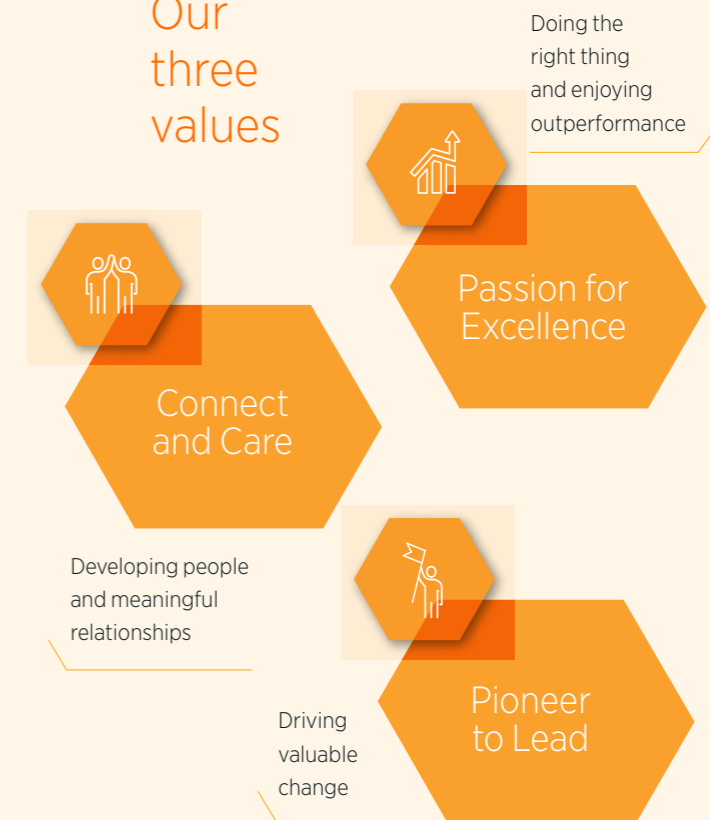 Our
three
values
Doing the
right thing
and enjoying
outperformance
Passion for
Excellence
Connect
and Care
Developing people
and meaningful
relationships
Pioneer
to Lead
Driving
valuable
change